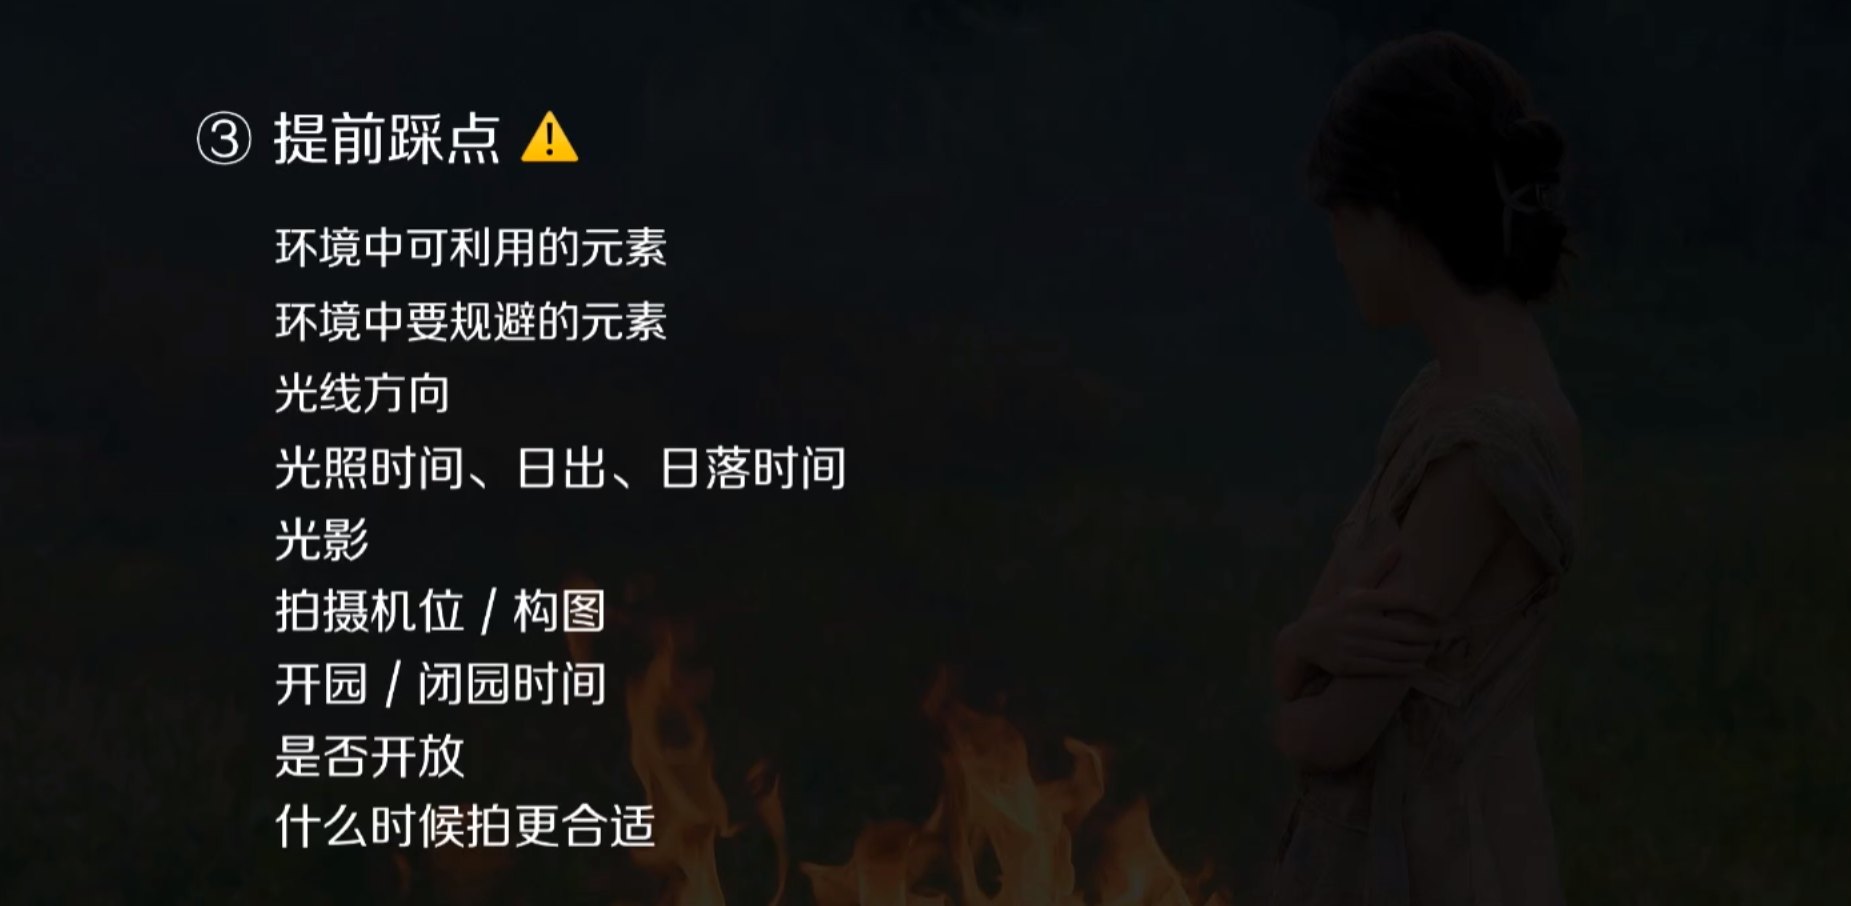 ③ 提前踩点 ⚠️
环境中可利用的元素
环境中要规避的元素
光线方向
光照时间、日出、日落时间
光影
拍摄机位 / 构图
开园 / 闭园时间
是否开放
什么时候拍更合适